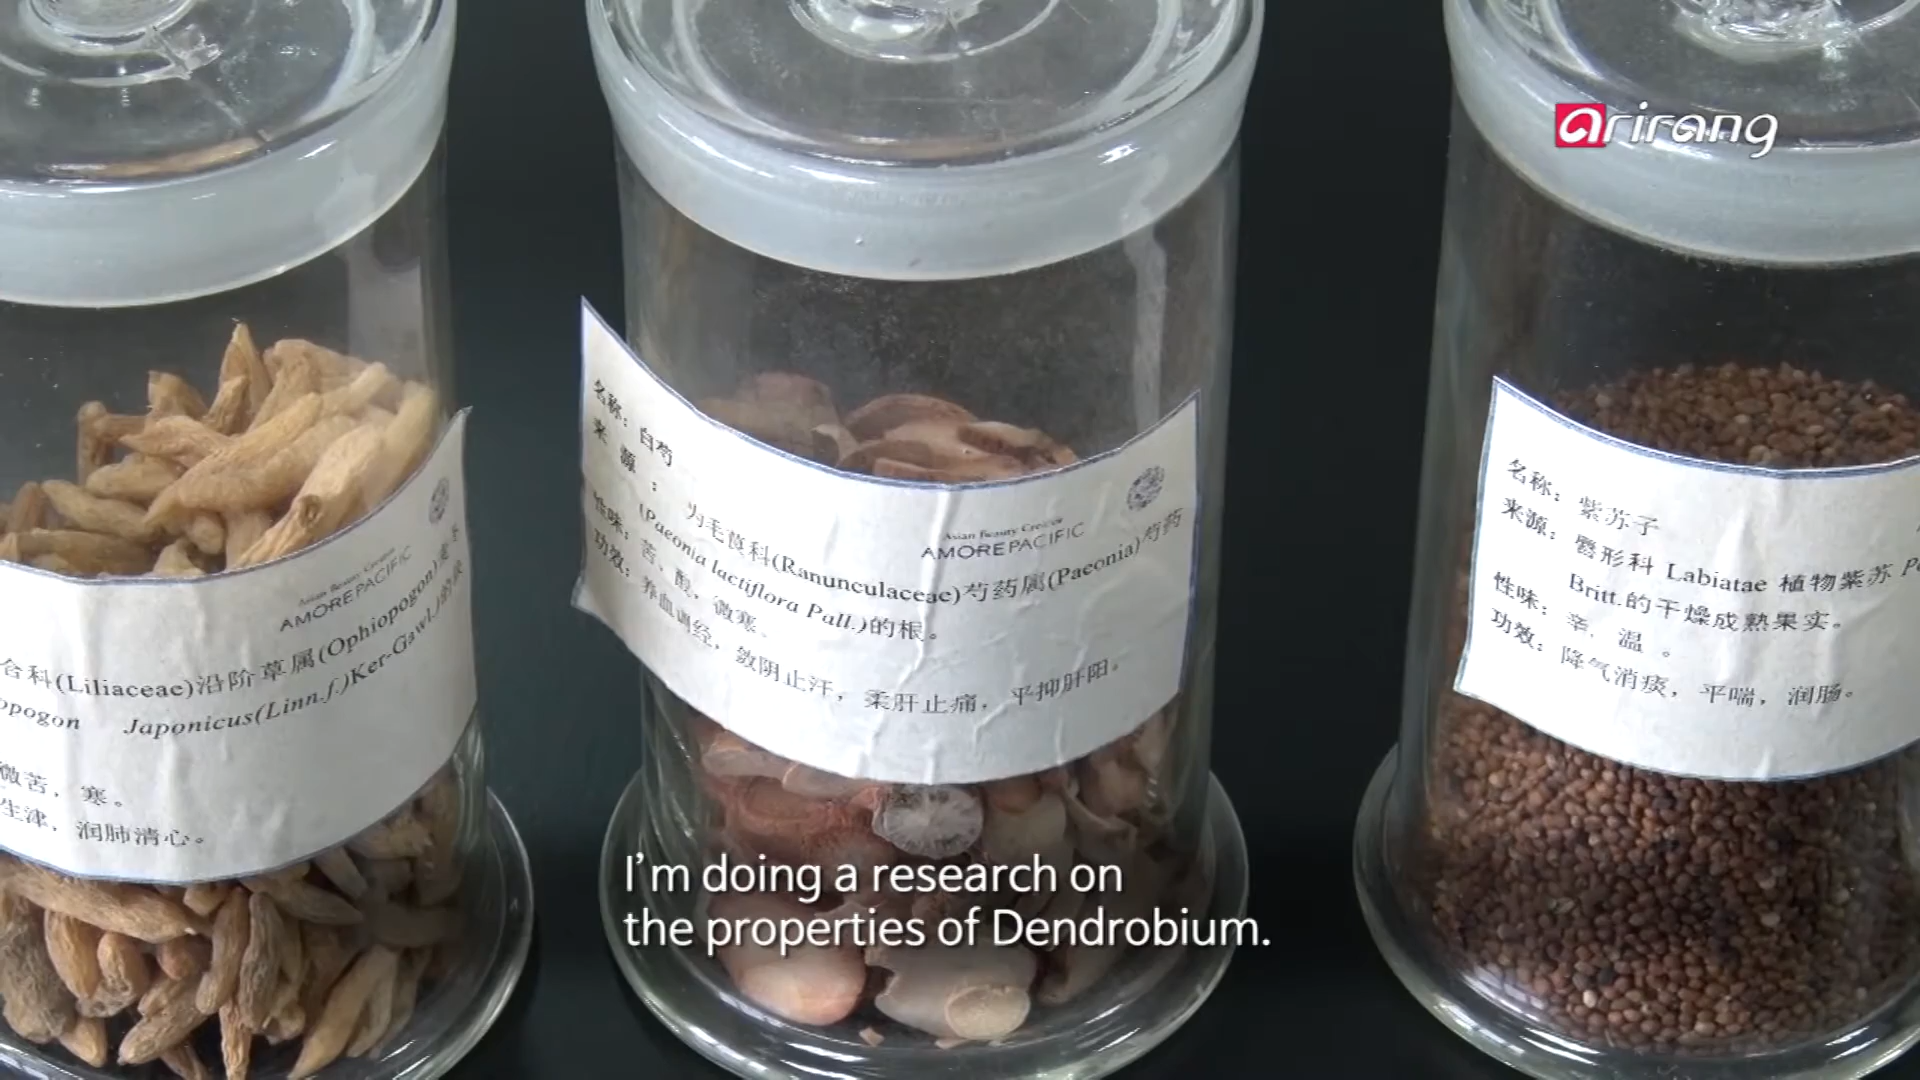 arirang
Asian Beauty Creator
AMOREPACIFIC
合科(Liliaceae)沿阶草属(Ophiopogon)麦冬
opogon Japonicus(Linn.f.)Ker-Gawl.)的
微苦，寒。
生津，润肺清心。
Asian Beauty Creator
AMOREPACIFIC
名称：白芍
来源：为毛茛科(Ranunculaceae)芍药属(Paeonia)芍药
(Paeonia lactiflora Pall.)的根。
性味：苦、酸，微寒。
功效：养血调经，敛阴止汗，柔肝止痛，平抑肝阳。
名称：紫苏子
来源：唇形科 Labiatae 植物紫苏
Britt.的干燥成熟果实。
性味：辛，温。
功效：降气消痰，平喘，润肠。
I'm doing a research on
the properties of Dendrobium.